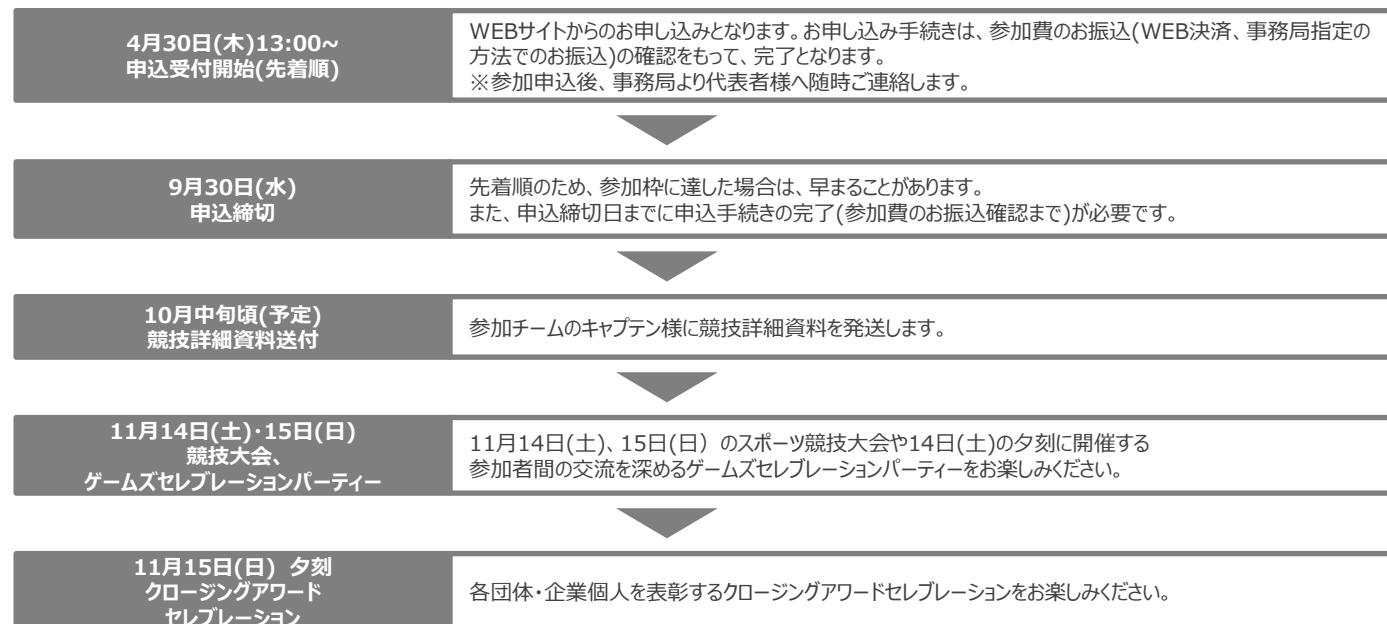 4月30日(木)13:00~
申込受付開始(先着順)
WEBサイトからのお申し込みとなります。お申し込み手続きは、参加費のお振込(WEB決済、事務局指定の
方法でのお振込)の確認をもって、完了となります。
※参加申込後、事務局より代表者様へ随時ご連絡します。
9月30日(水)
申込締切
先着順のため、参加枠に達した場合は、早まることがあります。
また、申込締切日までに申込手続きの完了(参加費のお振込確認まで)が必要です。
10月中旬頃(予定)
競技詳細資料送付
参加チームのキャプテン様に競技詳細資料を発送します。
11月14日(土)・15日(日)
競技大会、
ゲームズセレブレーションパーティー
11月14日(土)、15日(日) のスポーツ競技大会や14日(土)の夕刻に開催する
参加者間の交流を深めるゲームズセレブレーションパーティーをお楽しみください。
11月15日(日) 夕刻
クロージングアワード
セレブレーション
各団体・企業個人を表彰するクロージングアワードセレブレーションをお楽しみください。